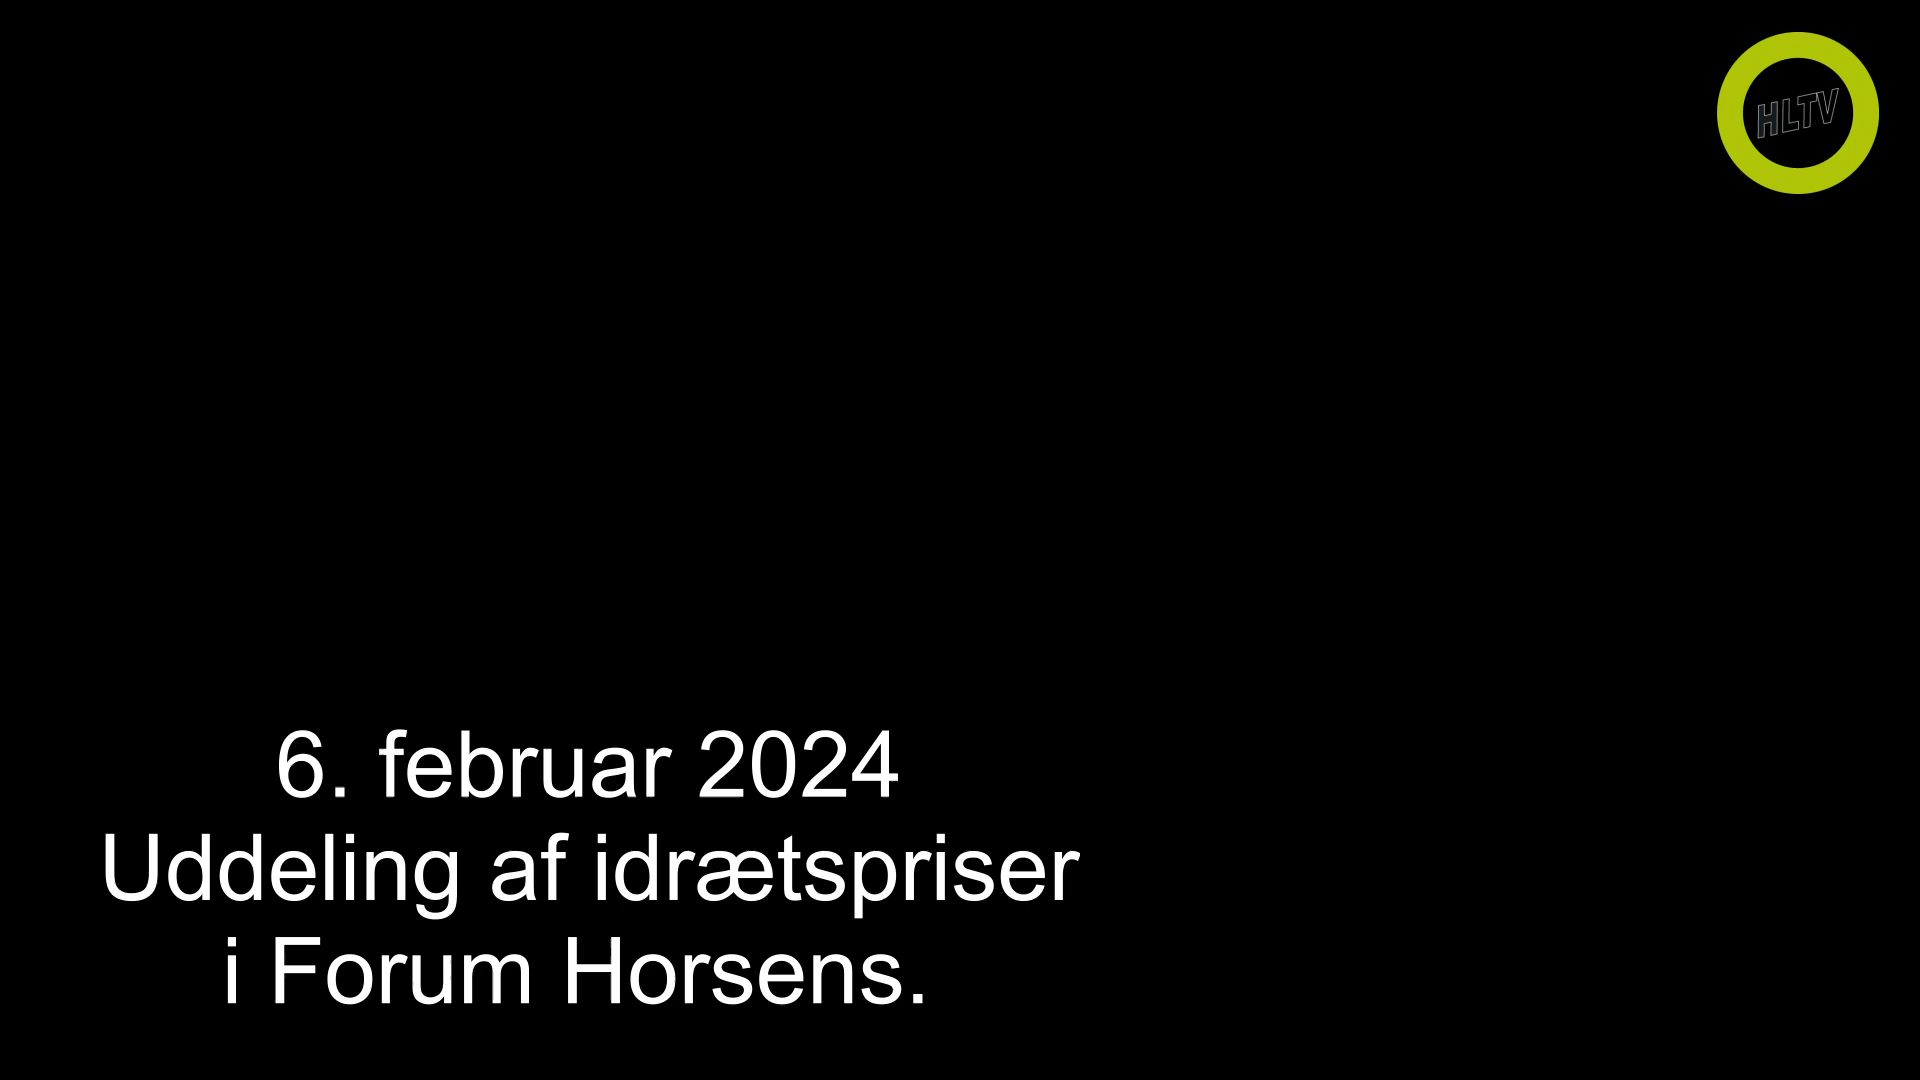 HLTV
6. februar 2024
Uddeling af idrætspriser
i Forum Horsens.